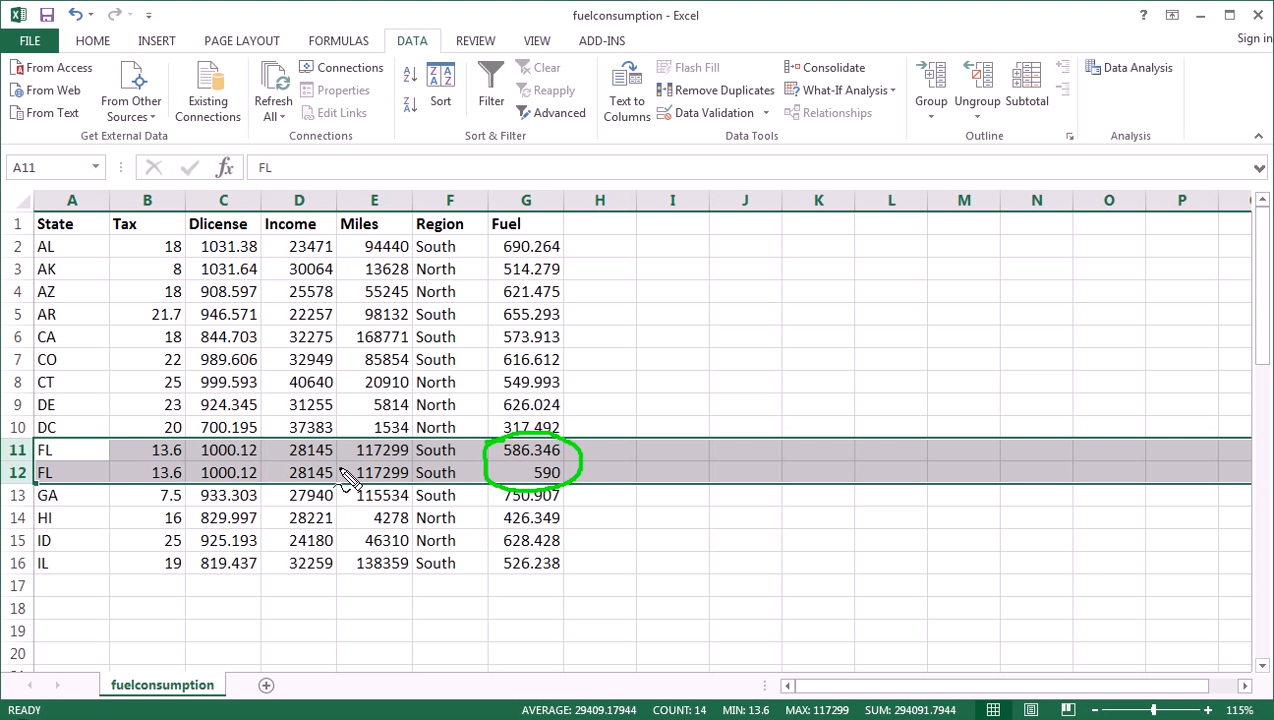 fuelconsumption - Excel
?
Sign in
FILE HOME INSERT PAGE LAYOUT FORMULAS DATA REVIEW VIEW ADD-INS
From Access
From Web
From Text
From Other Sources
Existing Connections
Get External Data
Refresh All
Connections
Properties
Edit Links
Connections
Sort
Filter
Clear
Reapply
Advanced
Sort & Filter
Text to Columns
Flash Fill
Remove Duplicates
Data Validation
Consolidate
What-If Analysis
Relationships
Data Tools
Group
Ungroup
Subtotal
Outline
Data Analysis
Analysis
A11 fx FL
A B C D E F G H I J K L M N O P
1 State Tax Dlicense Income Miles Region Fuel
2 AL 18 1031.38 23471 94440 South 690.264
3 AK 8 1031.64 30064 13628 North 514.279
4 AZ 18 908.597 25578 55245 North 621.475
5 AR 21.7 946.571 22257 98132 South 655.293
6 CA 18 844.703 32275 168771 South 573.913
7 CO 22 989.606 32949 85854 South 616.612
8 CT 25 999.593 40640 20910 North 549.993
9 DE 23 924.345 31255 5814 North 626.024
10 DC 20 700.195 37383 1534 North 317.492
11 FL 13.6 1000.12 28145 117299 South 586.346
12 FL 13.6 1000.12 28145 117299 South 590
13 GA 7.5 933.303 27940 115534 South 750.907
14 HI 16 829.997 28221 4278 North 426.349
15 ID 25 925.193 24180 46310 North 628.428
16 IL 19 819.437 32259 138359 South 526.238
17
18
19
20
fuelconsumption
READY AVERAGE: 29409.17944 COUNT: 14 MIN: 13.6 MAX: 117299 SUM: 294091.7944 115%